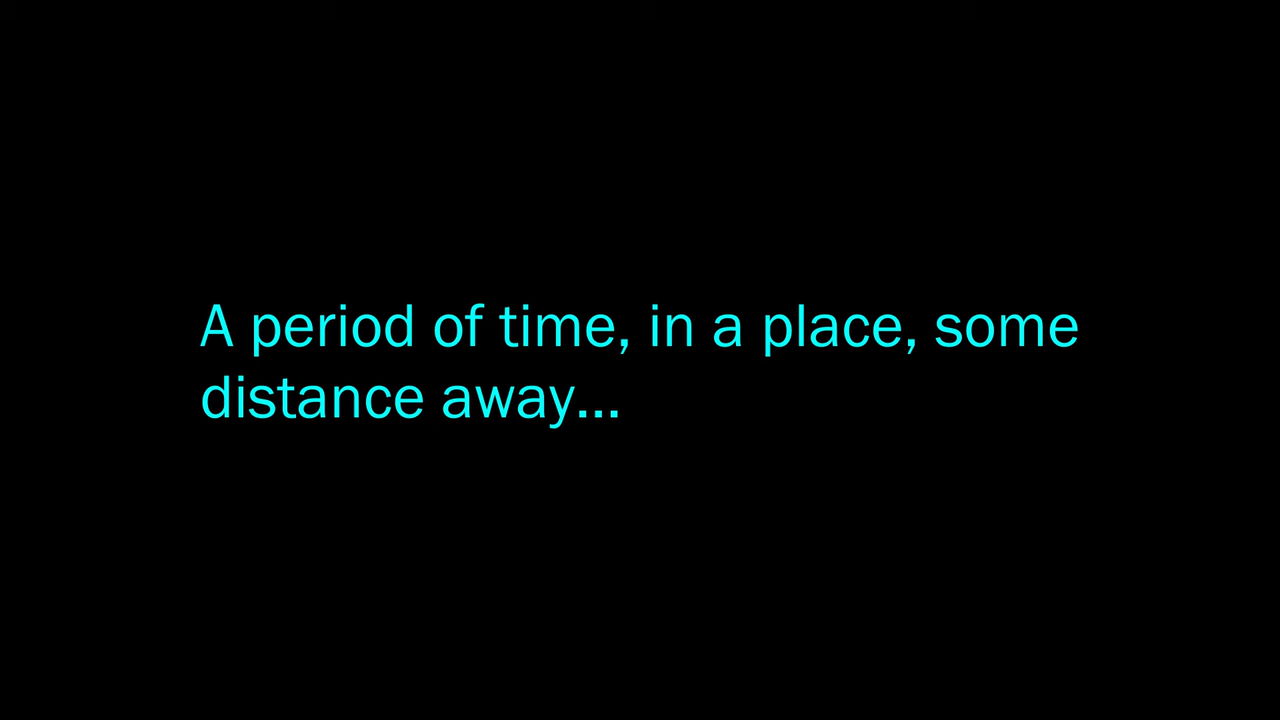 A period of time, in a place, some
distance away...